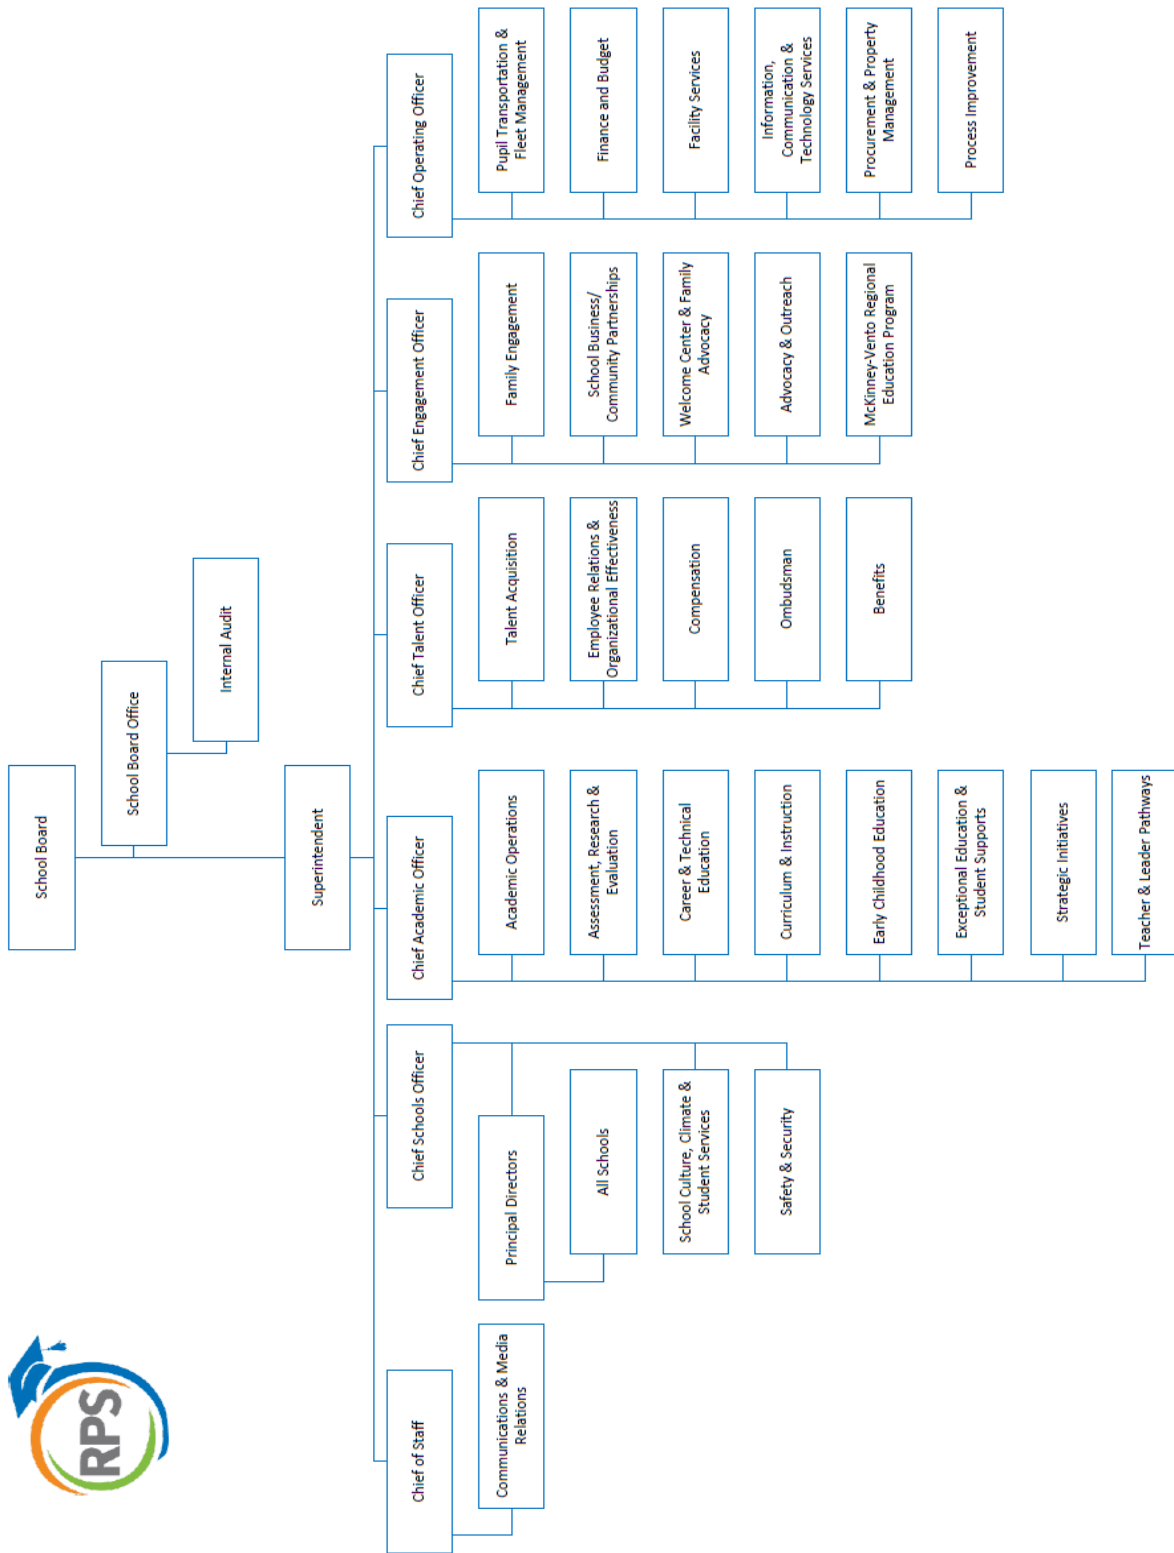 RPS
School Board
School Board Office
Internal Audit
Superintendent
Chief of Staff
Communications & Media
Relations
Chief Schools Officer
Principal Directors
All Schools
School Culture, Climate &
Student Services
Safety & Security
Chief Academic Officer
Academic Operations
Assessment, Research &
Evaluation
Career & Technical
Education
Curriculum & Instruction
Early Childhood Education
Exceptional Education &
Student Supports
Strategic Initiatives
Teacher & Leader Pathways
Chief Talent Officer
Talent Acquisition
Employee Relations &
Organizational Effectiveness
Compensation
Ombudsman
Benefits
Chief Engagement Officer
Family Engagement
School Business/
Community Partnerships
Welcome Center & Family
Advocacy
Advocacy & Outreach
McKinney-Vento Regional
Education Program
Chief Operating Officer
Pupil Transportation &
Fleet Management
Finance and Budget
Facility Services
Information,
Communication &
Technology Services
Procurement & Property
Management
Process Improvement